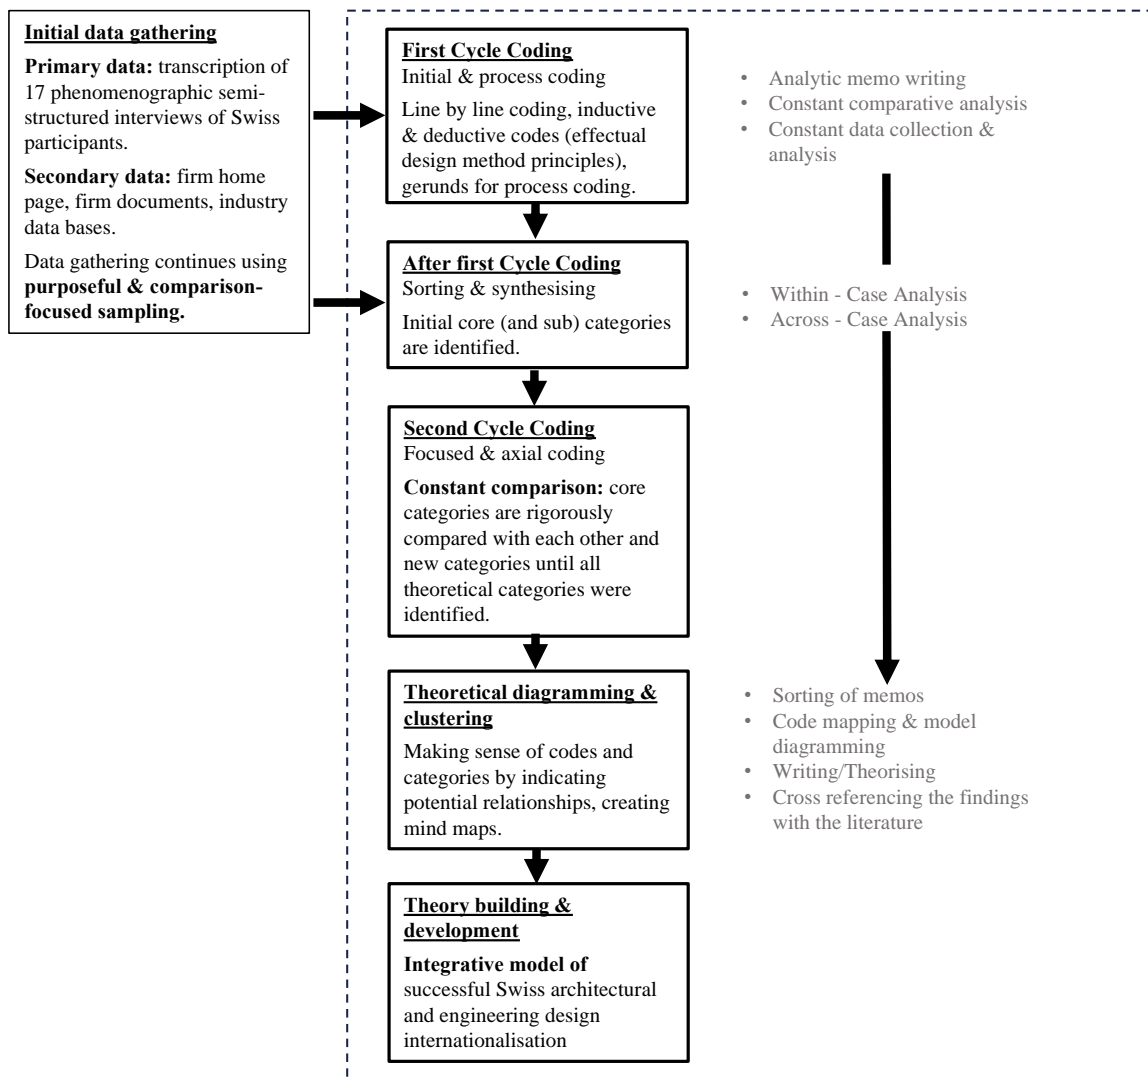 Initial data gathering
Primary data: transcription of
17 phenomenographic semi-
structured interviews of Swiss
participants.
Secondary data: firm home
page, firm documents, industry
data bases.
Data gathering continues using
purposeful & comparison-
focused sampling.
First Cycle Coding
Initial & process coding
Line by line coding, inductive
& deductive codes (effectual
design method principles),
gerunds for process coding.
• Analytic memo writing
• Constant comparative analysis
• Constant data collection &
analysis
After first Cycle Coding
Sorting & synthesising
Initial core (and sub) categories
are identified.
• Within - Case Analysis
• Across - Case Analysis
Second Cycle Coding
Focused & axial coding
Constant comparison: core
categories are rigorously
compared with each other and
new categories until all
theoretical categories were
identified.
Theoretical diagramming &
clustering
Making sense of codes and
categories by indicating
potential relationships, creating
mind maps.
• Sorting of memos
• Code mapping & model
diagramming
• Writing/Theorising
• Cross referencing the findings
with the literature
Theory building &
development
Integrative model of
successful Swiss architectural
and engineering design
internationalisation